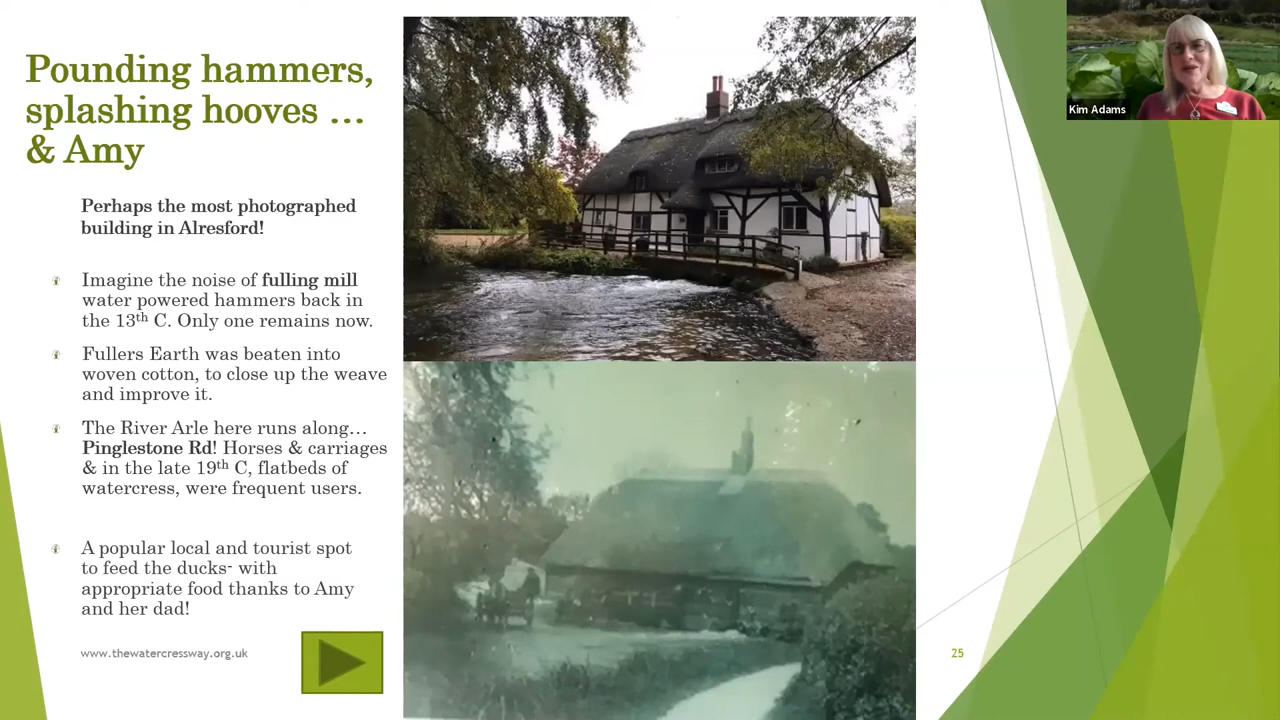 Pounding hammers,
splashing hooves …
& Amy
Perhaps the most photographed
building in Alresford!
Imagine the noise of fulling mill
water powered hammers back in
the 13th C. Only one remains now.
Fullers Earth was beaten into
woven cotton, to close up the weave
and improve it.
The River Arle here runs along…
Pinglestone Rd! Horses & carriages
& in the late 19th C, flatbeds of
watercress, were frequent users.
A popular local and tourist spot
to feed the ducks- with
appropriate food thanks to Amy
and her dad!
www.thewatercressway.org.uk
25
Kim Adams